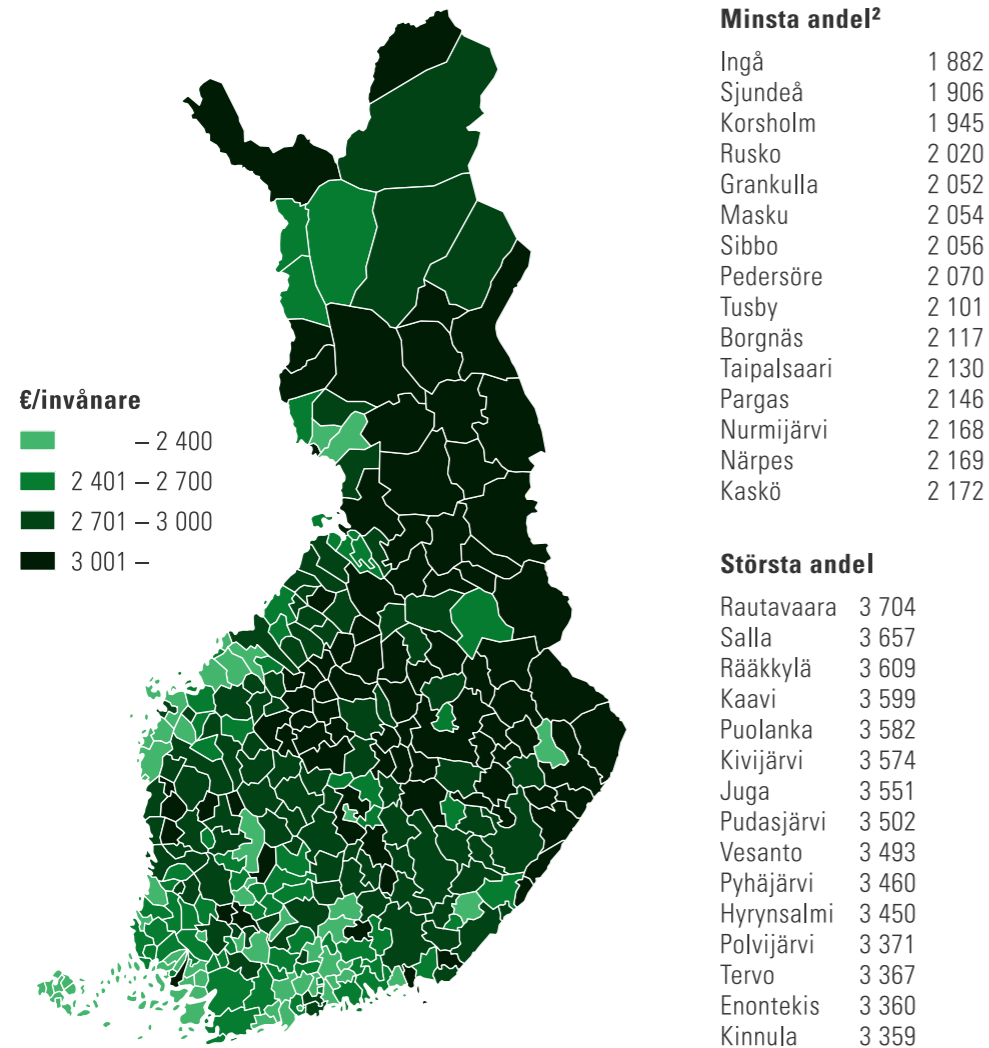 €/invånare
– 2 400
2 401 – 2 700
2 701 – 3 000
3 001 –
Minsta andel²
Ingå 1 882
Sjundeå 1 906
Korsholm 1 945
Rusko 2 020
Grankulla 2 052
Masku 2 054
Sibbo 2 056
Pedersöre 2 070
Tusby 2 101
Borgnäs 2 117
Taipalsaari 2 130
Pargas 2 146
Nurmijärvi 2 168
Närpes 2 169
Kaskö 2 172
Största andel
Rautavaara 3 704
Salla 3 657
Rääkkylä 3 609
Kaavi 3 599
Puolanka 3 582
Kivijärvi 3 574
Juga 3 551
Pudasjärvi 3 502
Vesanto 3 493
Pyhäjärvi 3 460
Hyrynsalmi 3 450
Polvijärvi 3 371
Tervo 3 367
Enontekis 3 360
Kinnula 3 359